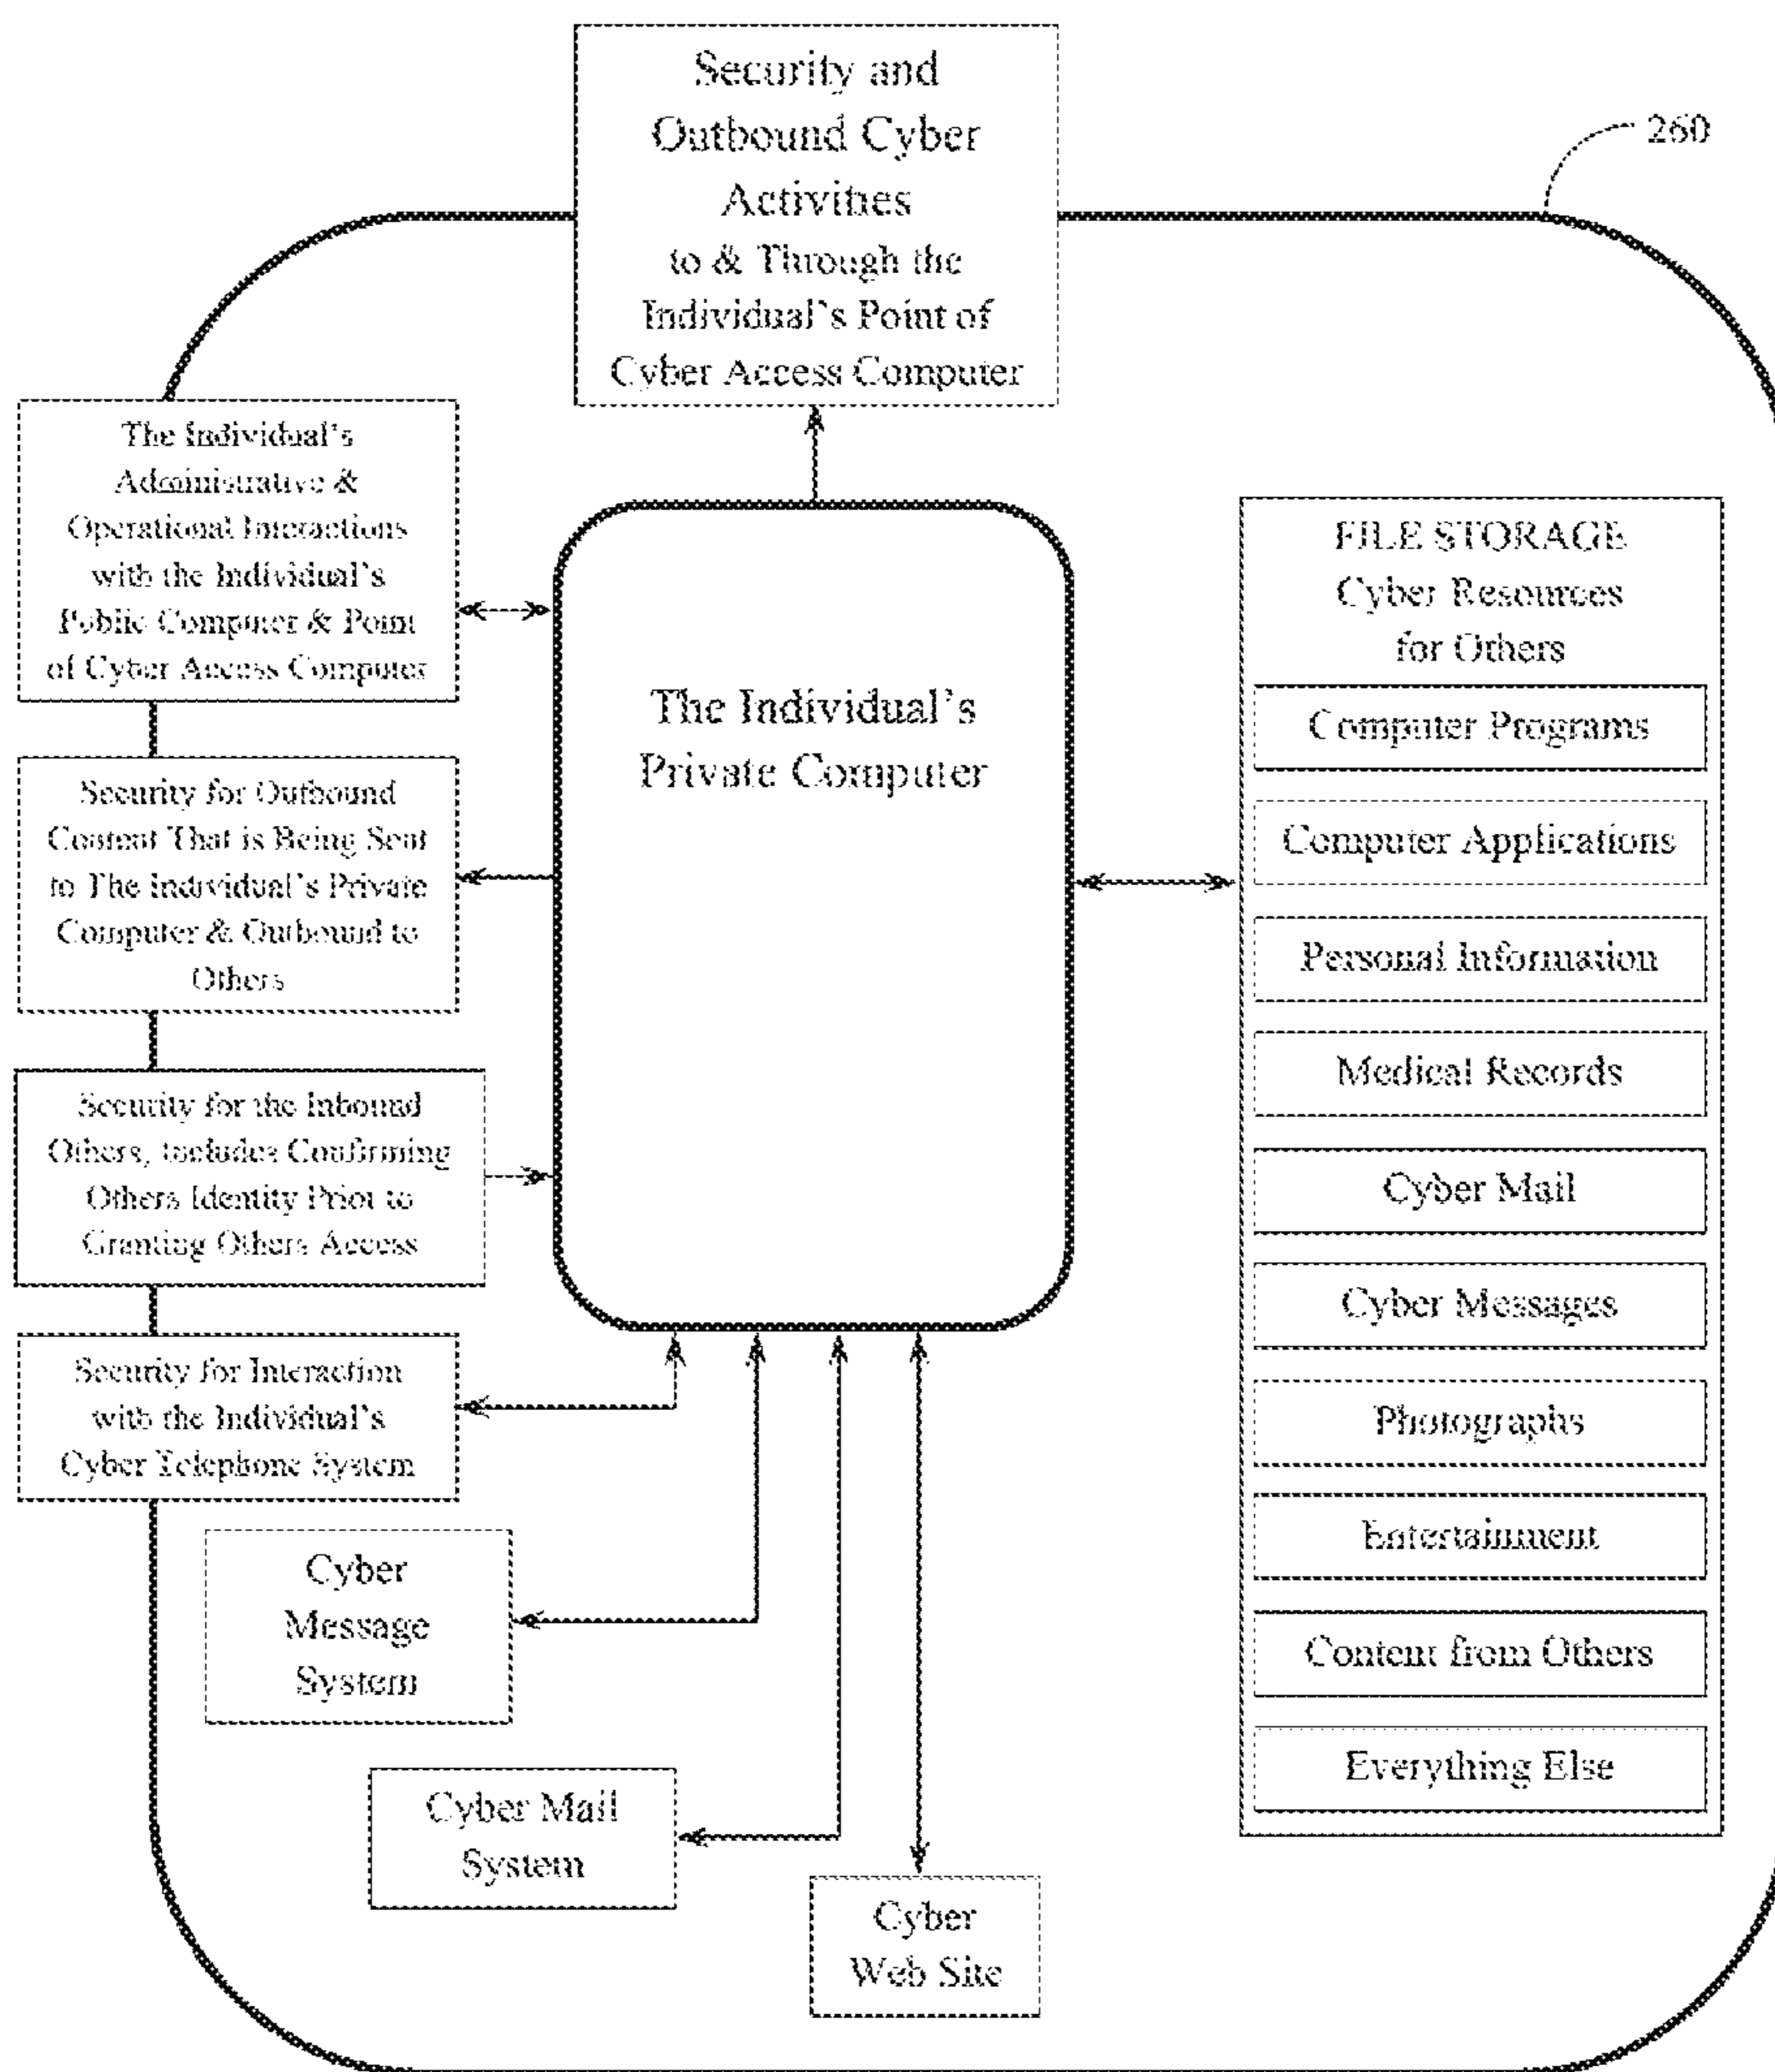 Security and
Outbound Cyber
Activities
to & Through the
Individual's Point of
Cyber Access Computer
260
The Individual's
Administrative &
Operational Interactions
with the Individual's
Public Computer & Point
of Cyber Access Computer
Security for Outbound
Content That is Being Sent
to The Individual's Private
Computer & Outbound to
Others
Security for the Inbound
Others, includes Confirming
Others Identity Prior to
Granting Others Access
Security for Interaction
with the Individual's
Cyber Telephone System
The Individual's
Private Computer
Cyber
Message
System
Cyber Mail
System
Cyber
Web Site
FILE STORAGE
Cyber Resources
for Others
Computer Programs
Computer Applications
Personal Information
Medical Records
Cyber Mail
Cyber Messages
Photographs
Entertainment
Content from Others
Everything Else